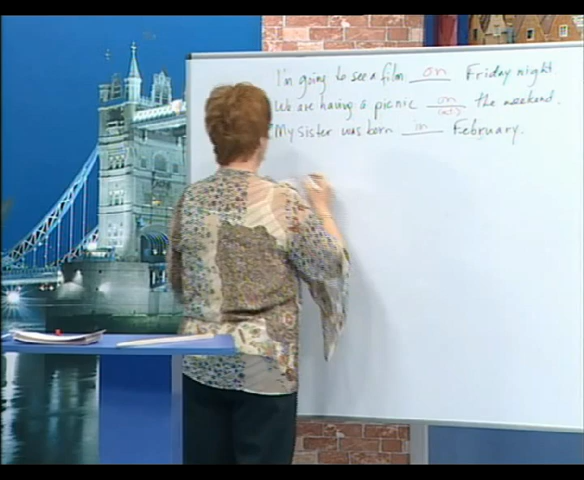 I'm going to see a film on Friday night
We are having a picnic on the weekend.
(at)
My sister was born in February.